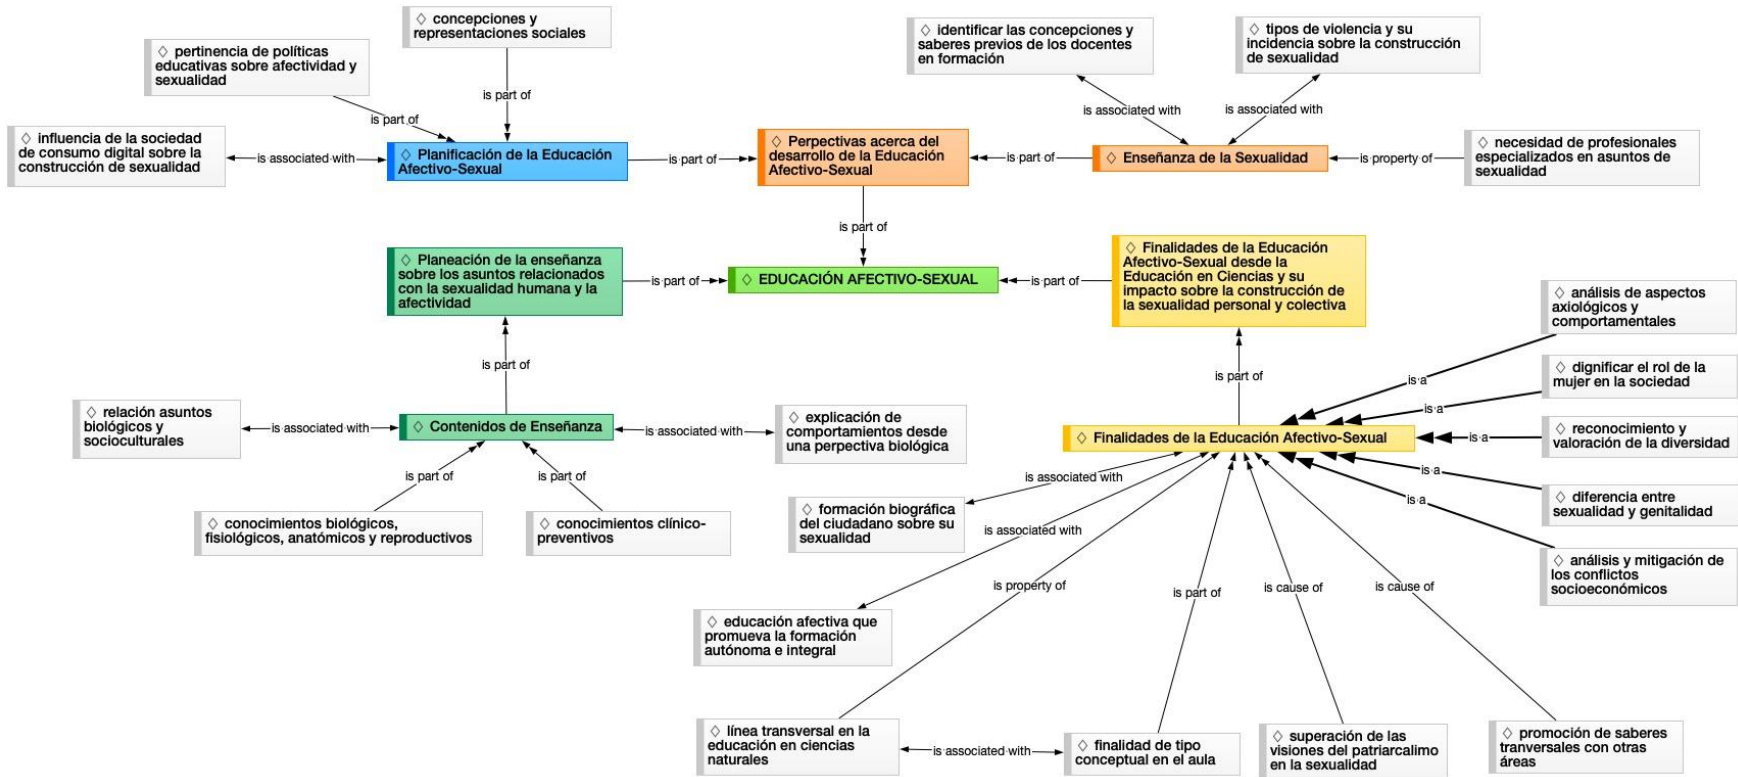 ◇ concepciones y
representaciones sociales
◇ identificar las concepciones y
saberes previos de los docentes
en formación
◇ tipos de violencia y su
incidencia sobre la construcción
de sexualidad
◇ pertinencia de políticas
educativas sobre afectividad y
sexualidad
is part of
is associated with
is associated with
is part of
◇ influencia de la sociedad
de consumo digital sobre la
construcción de sexualidad
is associated with
◇ Planificación de la Educación
Afectivo-Sexual
is part of
◇ Perpectivas acerca del
desarrollo de la Educación
Afectivo-Sexual
is part of
◇ Enseñanza de la Sexualidad
is property of
◇ necesidad de profesionales
especializados en asuntos de
sexualidad
is part of
◇ Planeación de la enseñanza
sobre los asuntos relacionados
con la sexualidad humana y la
afectividad
is part of
◇ EDUCACIÓN AFECTIVO-SEXUAL
is part of
◇ Finalidades de la Educación
Afectivo-Sexual desde la
Educación en Ciencias y su
impacto sobre la construcción de
la sexualidad personal y colectiva
◇ análisis de aspectos
axiológicos y
comportamentales
is part of
is part of
is a
◇ dignificar el rol de la
mujer en la sociedad
is a
◇ relación asuntos
biológicos y
socioculturales
is associated with
◇ Contenidos de Enseñanza
is associated with
◇ explicación de
comportamientos desde
una perpectiva biológica
◇ Finalidades de la Educación Afectivo-Sexual
is a
◇ reconocimiento y
valoración de la diversidad
is part of
is part of
is associated with
is a
is a
◇ diferencia entre
sexualidad y genitalidad
◇ conocimientos biológicos,
fisiológicos, anatómicos y reproductivos
◇ conocimientos clínico-
preventivos
◇ formación biográfica
del ciudadano sobre su
sexualidad
is associated with
◇ análisis y mitigación de
los conflictos
socioeconómicos
is property of
is part of
is cause of
is cause of
◇ educación afectiva que
promueva la formación
autónoma e integral
◇ línea transversal en la
educación en ciencias
naturales
is associated with
◇ finalidad de tipo
conceptual en el aula
◇ superación de las
visiones del patriarcalimo
en la sexualidad
◇ promoción de saberes
tranversales con otras
áreas